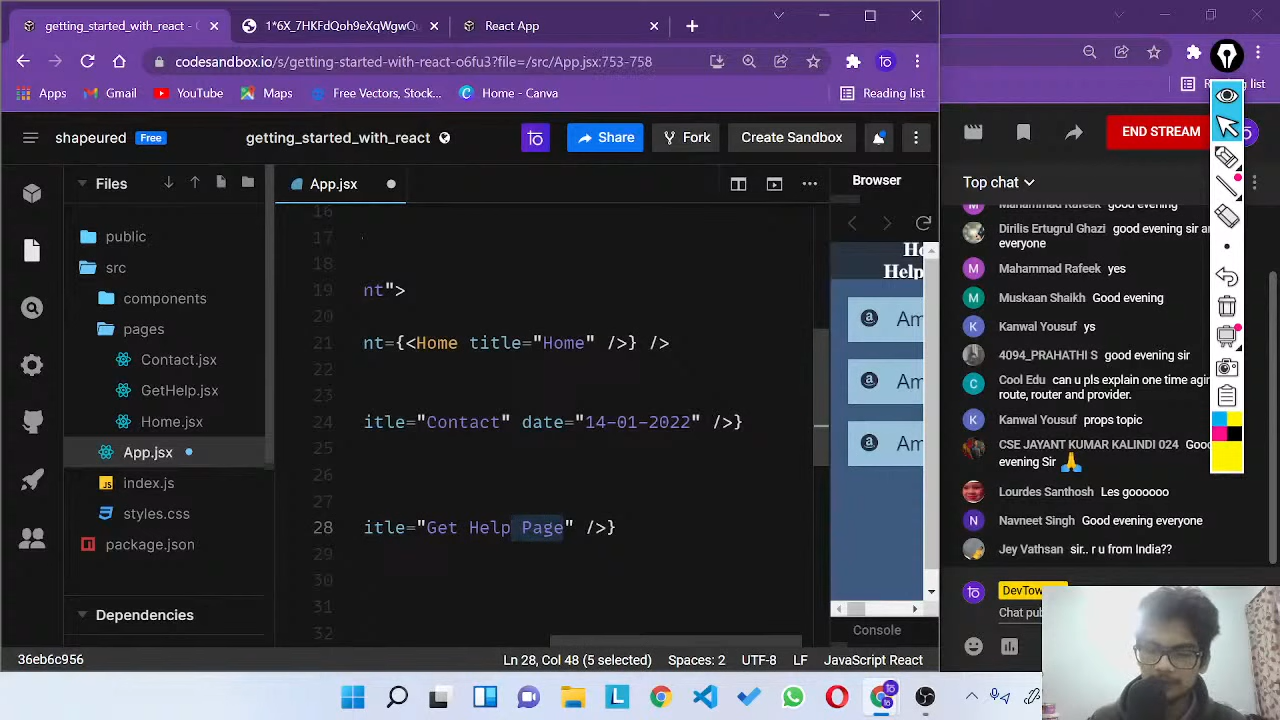 getting_started_with_react -
1*6X_7HKFdQoh9eXqWgwQ
React App
codesandbox.io/s/getting-started-with-react-o6fu3?file=/src/App.jsx:753-758
Apps
Gmail
YouTube
Maps
Free Vectors, Stock...
Home - Canva
Reading list
shapeured
Free
getting_started_with_react
Share
Fork
Create Sandbox
END STREAM
Files
App.jsx
Browser
Top chat
public
src
components
pages
Contact.jsx
GetHelp.jsx
Home.jsx
App.jsx
index.js
styles.css
package.json
Dependencies
16
17
18
19 nt">
20
21 nt={<Home title="Home" />} />
22
23
24 itle="Contact" date="14-01-2022" />}
25
26
27
28 itle="Get Help Page" />}
29
30
31
32
Help
Am
Am
Am
Console
Mahammad Rafeek good evening
Dirilis Ertugrul Ghazi good evening sir
everyone
Mahammad Rafeek yes
Muskaan Shaikh Good evening
Kanwal Yousuf ys
4094_PRAHATHI S good evening sir
Cool Edu can u pls explain one time
route, router and provider.
Kanwal Yousuf props topic
CSE JAYANT KUMAR KALINDI 024
evening Sir 🙏
Lourdes Santhosh Les goooooo
Navneet Singh Good evening everyone
Jey Vathsan sir.. r u from India??
36eb6c956
Ln 28, Col 48 (5 selected)
Spaces: 2
UTF-8
LF
JavaScript React